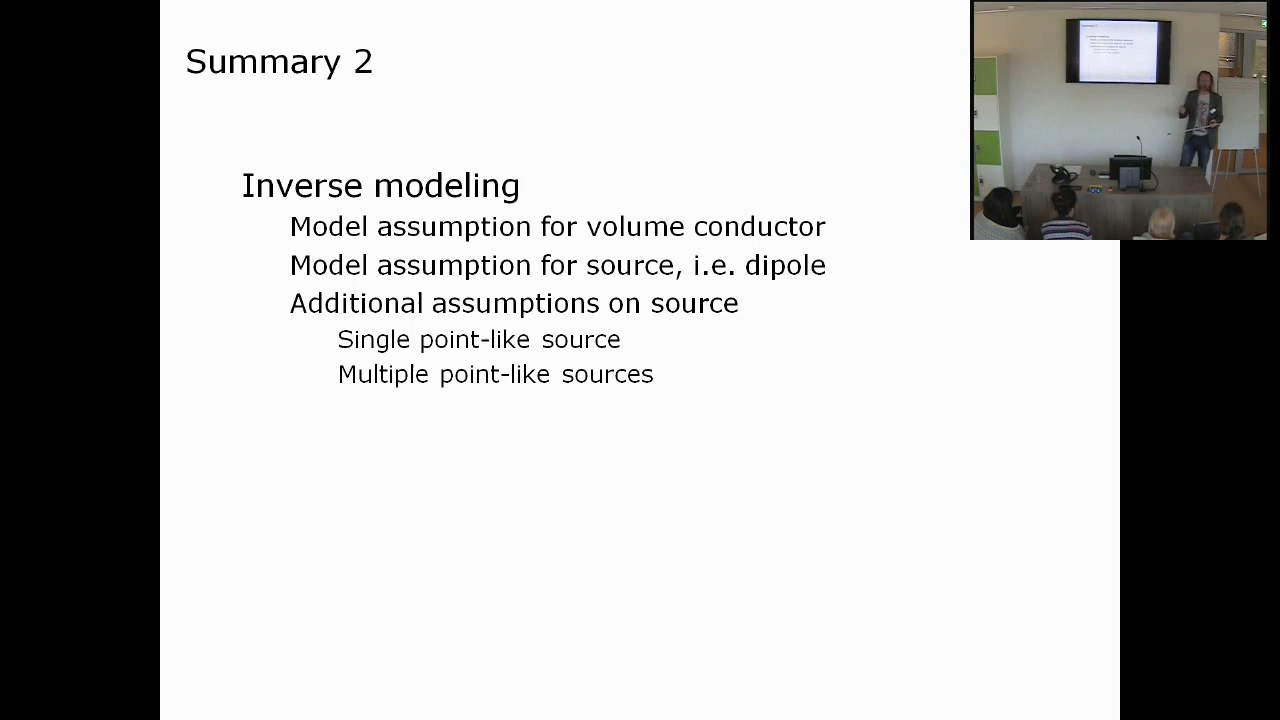 Summary 2
Inverse modeling
Model assumption for volume conductor
Model assumption for source, i.e. dipole
Additional assumptions on source
Single point-like source
Multiple point-like sources